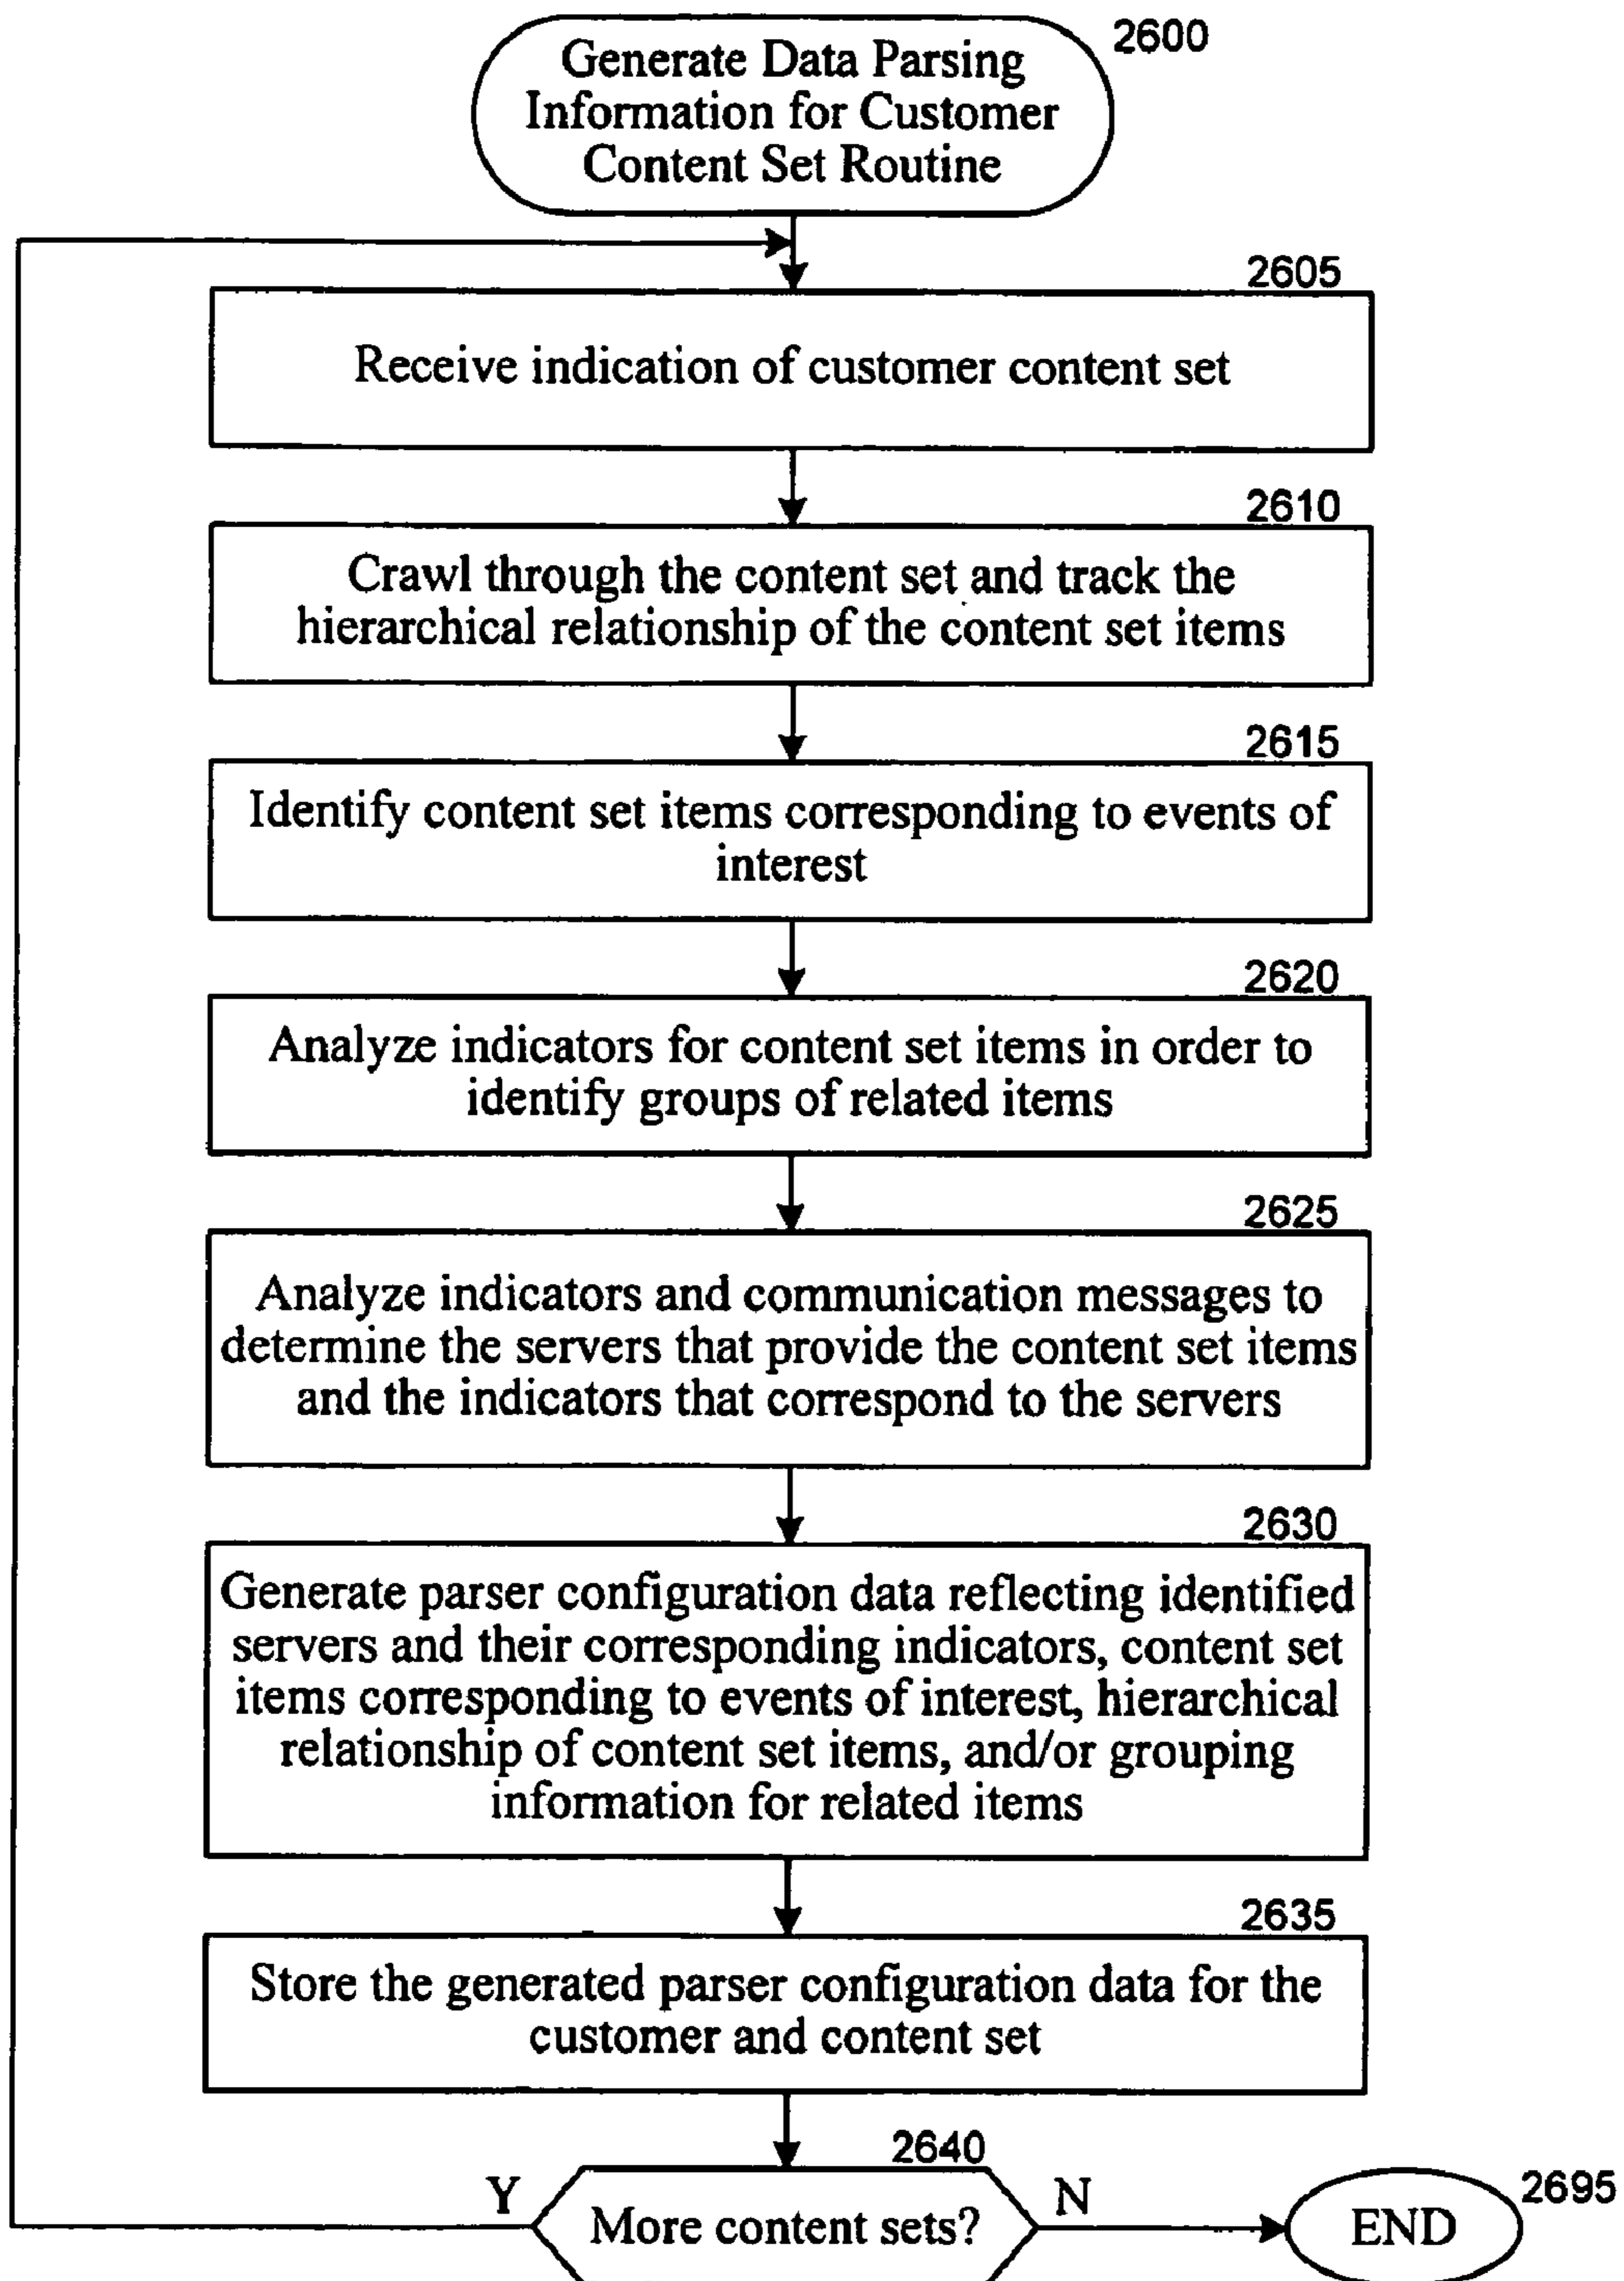 2600
Generate Data Parsing
Information for Customer
Content Set Routine
2605
Receive indication of customer content set
2610
Crawl through the content set and track the
hierarchical relationship of the content set items
2615
Identify content set items corresponding to events of
interest
2620
Analyze indicators for content set items in order to
identify groups of related items
2625
Analyze indicators and communication messages to
determine the servers that provide the content set items
and the indicators that correspond to the servers
2630
Generate parser configuration data reflecting identified
servers and their corresponding indicators, content set
items corresponding to events of interest, hierarchical
relationship of content set items, and/or grouping
information for related items
2635
Store the generated parser configuration data for the
customer and content set
2640
Y
More content sets?
N
END
2695